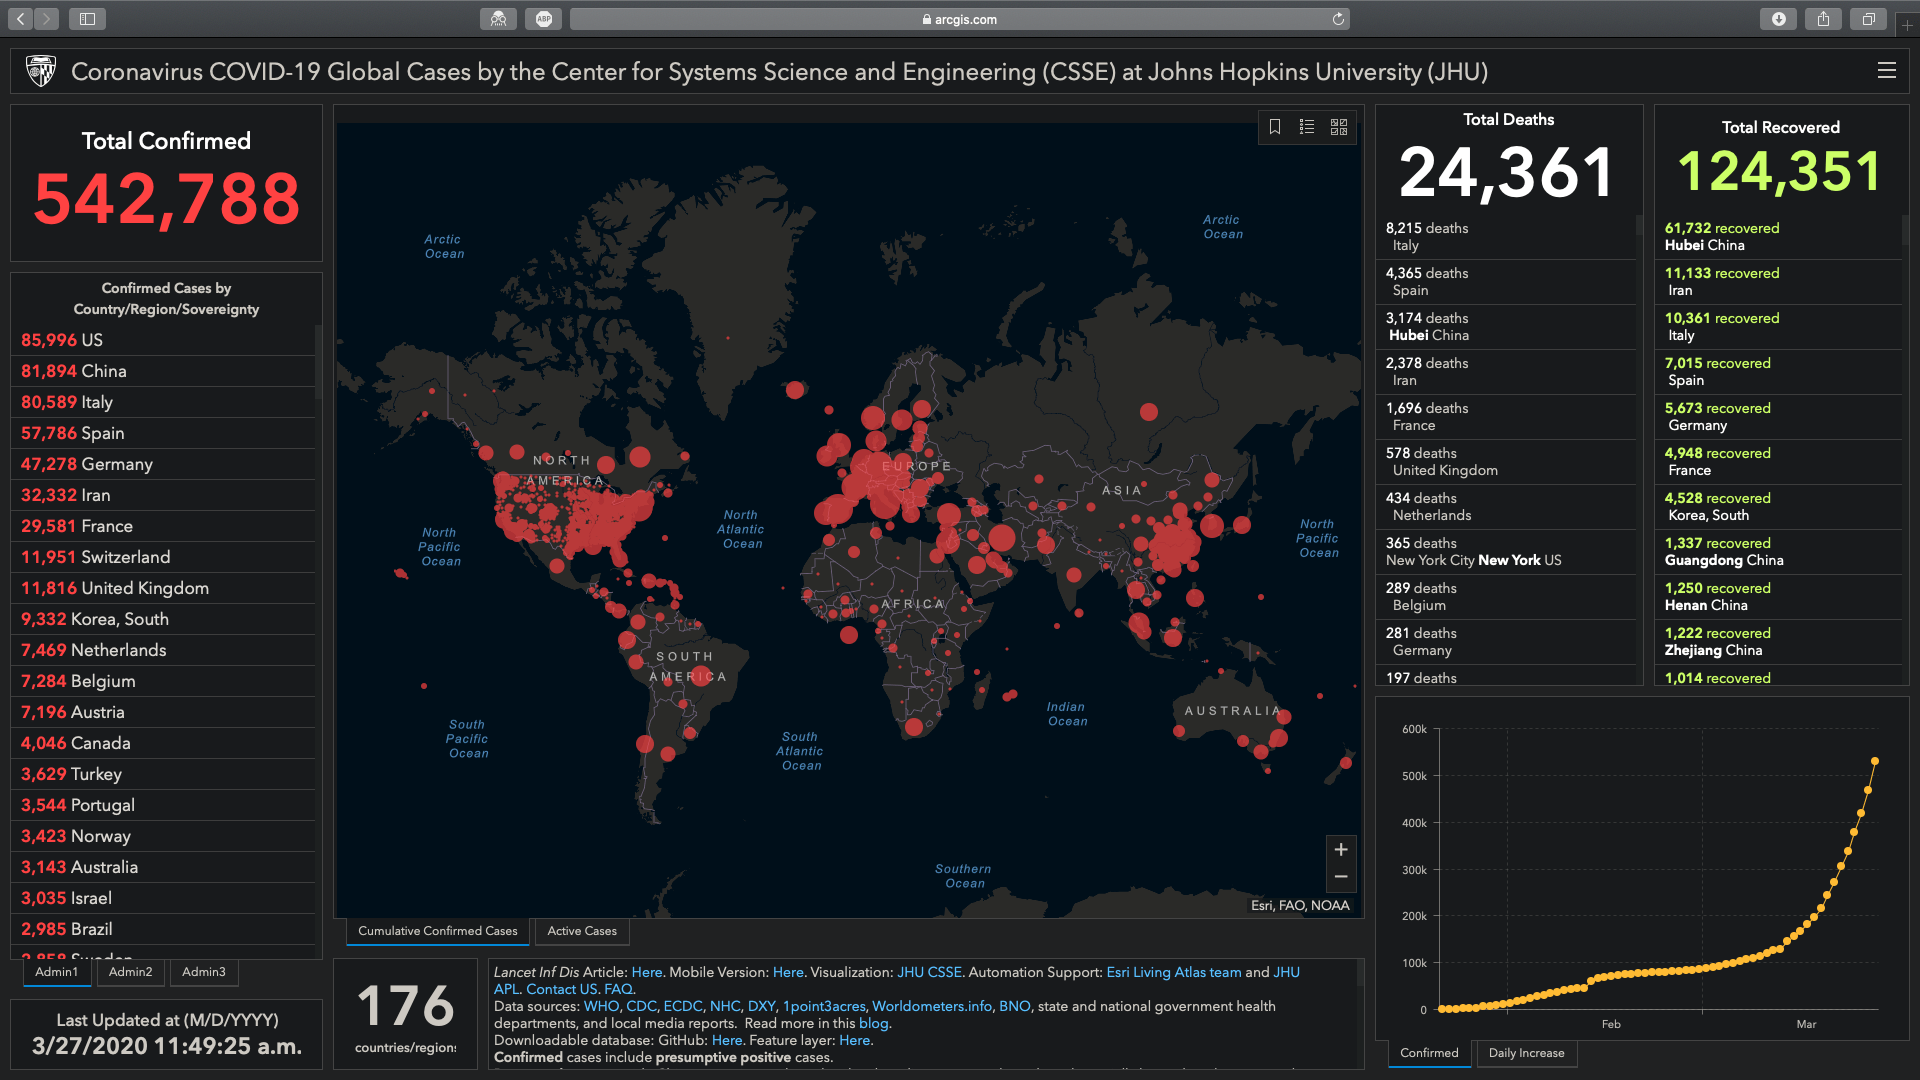 ABP
arcgis.com
Coronavirus COVID-19 Global Cases by the Center for Systems Science and Engineering (CSSE) at Johns Hopkins University (JHU)
Total Confirmed
542,788
Confirmed Cases by
Country/Region/Sovereignty
85,996 US
81,894 China
80,589 Italy
57,786 Spain
47,278 Germany
32,332 Iran
29,581 France
11,951 Switzerland
11,816 United Kingdom
9,332 Korea, South
7,469 Netherlands
7,284 Belgium
7,196 Austria
4,046 Canada
3,629 Turkey
3,544 Portugal
3,423 Norway
3,143 Australia
3,035 Israel
2,985 Brazil
Admin1
Admin2
Admin3
Last Updated at (M/D/YYYY)
3/27/2020 11:49:25 a.m.
Arctic
Ocean
Arctic
Ocean
NORTH
AMERICA
EUROPE
ASIA
North
Pacific
Ocean
North
Atlantic
Ocean
North
Pacific
Ocean
AFRICA
SOUTH
AMERICA
AUSTRALIA
Indian
Ocean
South
Pacific
Ocean
South
Atlantic
Ocean
Southern
Ocean
+
−
Esri, FAO, NOAA
Cumulative Confirmed Cases
Active Cases
176
countries/regions
Lancet Inf Dis Article: Here. Mobile Version: Here. Visualization: JHU CSSE. Automation Support: Esri Living Atlas team and JHU
APL. Contact US. FAQ.
Data sources: WHO, CDC, ECDC, NHC, DXY, 1point3acres, Worldometers.info, BNO, state and national government health
departments, and local media reports. Read more in this blog.
Downloadable database: GitHub: Here. Feature layer: Here.
Confirmed cases include presumptive positive cases.
Total Deaths
24,361
8,215 deaths
Italy
4,365 deaths
Spain
3,174 deaths
Hubei China
2,378 deaths
Iran
1,696 deaths
France
578 deaths
United Kingdom
434 deaths
Netherlands
365 deaths
New York City New York US
289 deaths
Belgium
281 deaths
Germany
197 deaths
Total Recovered
124,351
61,732 recovered
Hubei China
11,133 recovered
Iran
10,361 recovered
Italy
7,015 recovered
Spain
5,673 recovered
Germany
4,948 recovered
France
4,528 recovered
Korea, South
1,337 recovered
Guangdong China
1,250 recovered
Henan China
1,222 recovered
Zhejiang China
1,014 recovered
600k
500k
400k
300k
200k
100k
0
Feb
Mar
Confirmed
Daily Increase